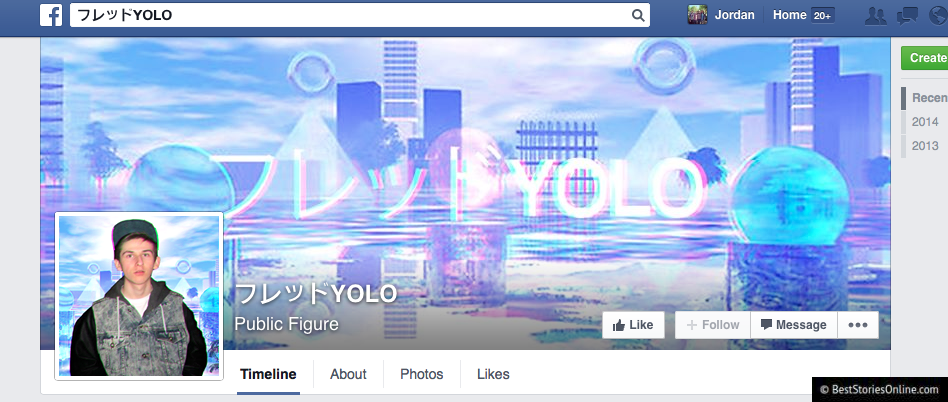 フレッドYOLO
Jordan
Home 20+
Create
Recen
2014
2013
フレッドYOLO
フレッドYOLO
Public Figure
Like
Follow
Message
Timeline
About
Photos
Likes
© BestStoriesOnline.com